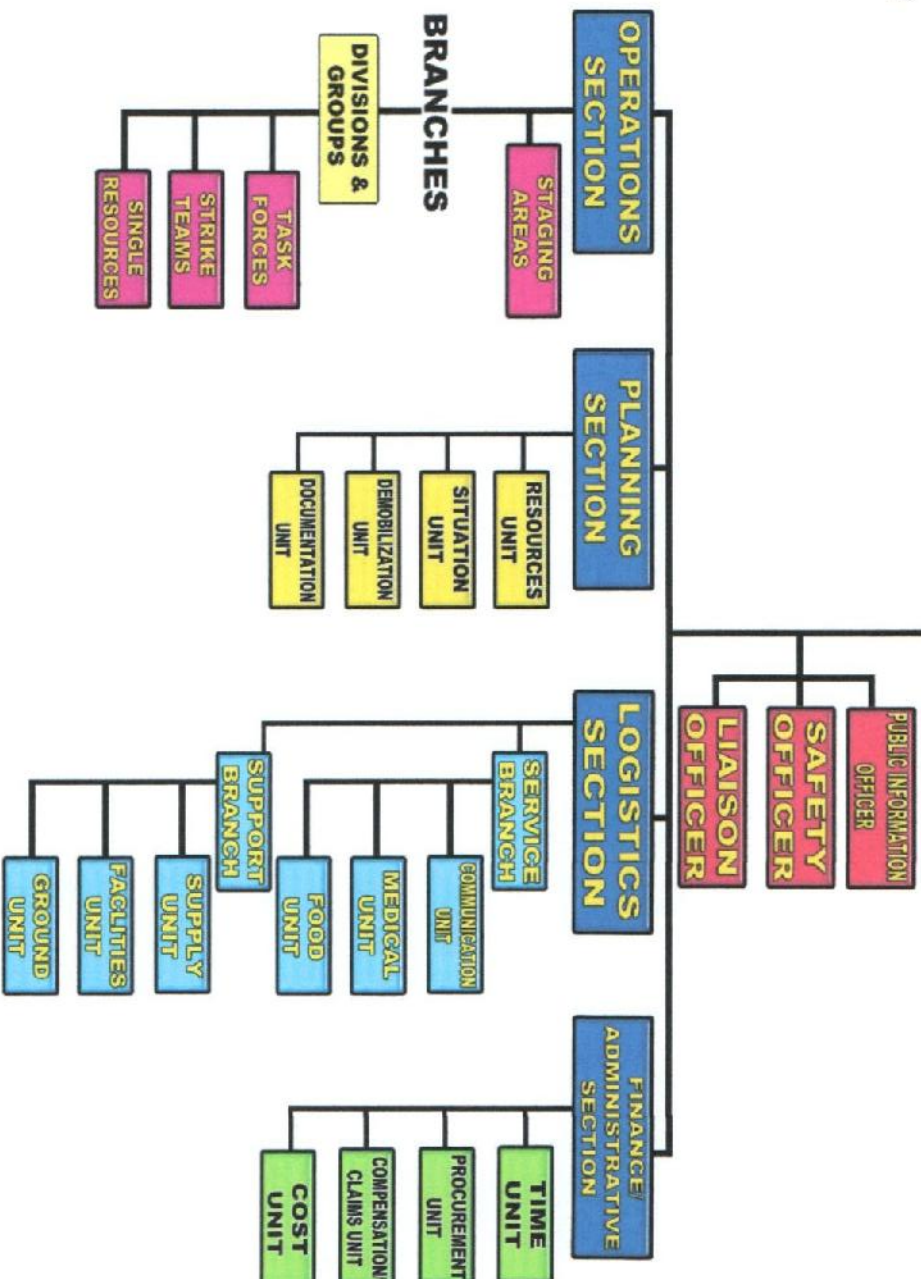 PUBLIC INFORMATION
OFFICER
SAFETY
OFFICER
LIAISON
OFFICER
OPERATIONS
SECTION
STAGING
AREAS
BRANCHES
DIVISIONS &
GROUPS
TASK
FORCES
STRIKE
TEAMS
SINGLE
RESOURCES
PLANNING
SECTION
RESOURCES
UNIT
SITUATION
UNIT
DEMOBILIZATION
UNIT
DOCUMENTATION
UNIT
LOGISTICS
SECTION
SERVICE
BRANCH
COMMUNICATION
UNIT
MEDICAL
UNIT
FOOD
UNIT
SUPPORT
BRANCH
SUPPLY
UNIT
FACLITIES
UNIT
GROUND
UNIT
FINANCE/
ADMINISTRATIVE
SECTION
TIME
UNIT
PROCUREMENT
UNIT
COMPENSATION/
CLAIMS UNIT
COST
UNIT